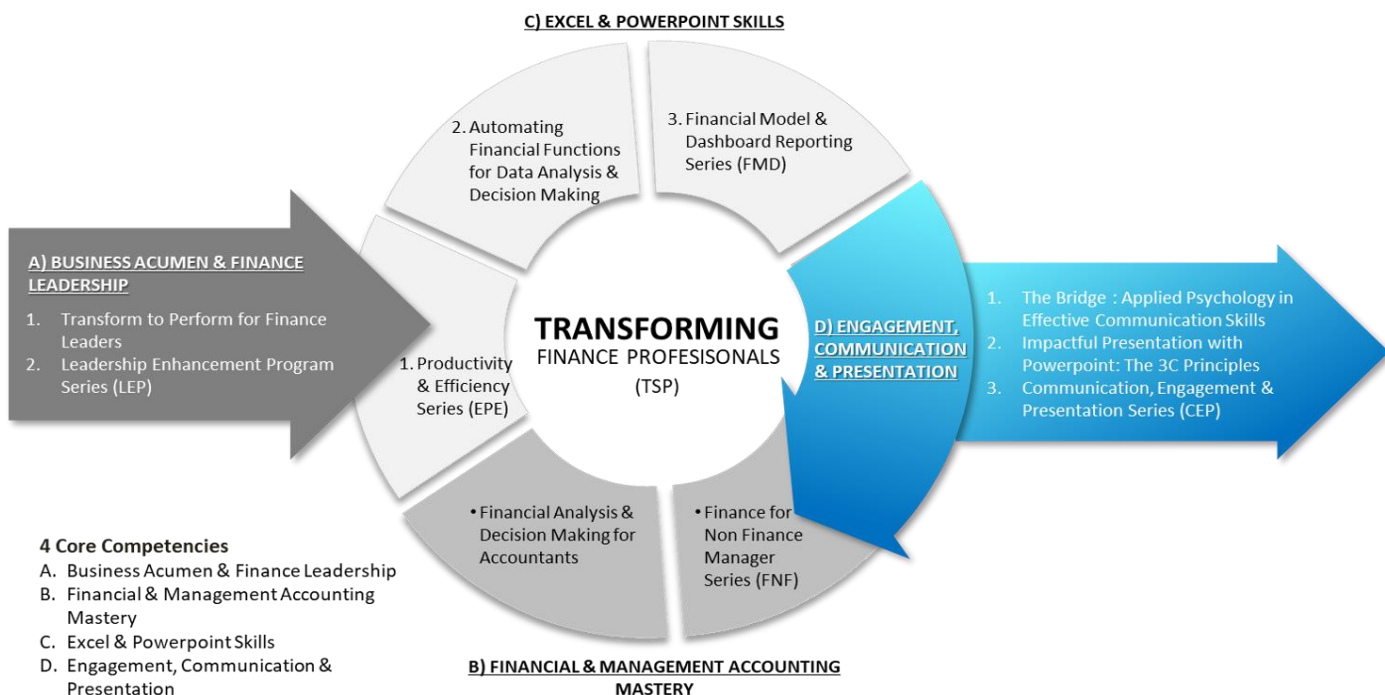 C) EXCEL & POWERPOINT SKILLS
2. Automating
Financial Functions
for Data Analysis &
Decision Making
3. Financial Model &
Dashboard Reporting
Series (FMD)
A) BUSINESS ACUMEN & FINANCE
LEADERSHIP
1. Transform to Perform for Finance
Leaders
2. Leadership Enhancement Program
Series (LEP)
1. Productivity
& Efficiency
Series (EPE)
TRANSFORMING
FINANCE PROFESISONALS
(TSP)
D) ENGAGEMENT,
COMMUNICATION
& PRESENTATION
1. The Bridge : Applied Psychology in
Effective Communication Skills
2. Impactful Presentation with
Powerpoint: The 3C Principles
3. Communication, Engagement &
Presentation Series (CEP)
• Financial Analysis &
Decision Making for
Accountants
• Finance for
Non Finance
Manager
Series (FNF)
4 Core Competencies
A. Business Acumen & Finance Leadership
B. Financial & Management Accounting
Mastery
C. Excel & Powerpoint Skills
D. Engagement, Communication &
Presentation
B) FINANCIAL & MANAGEMENT ACCOUNTING
MASTERY